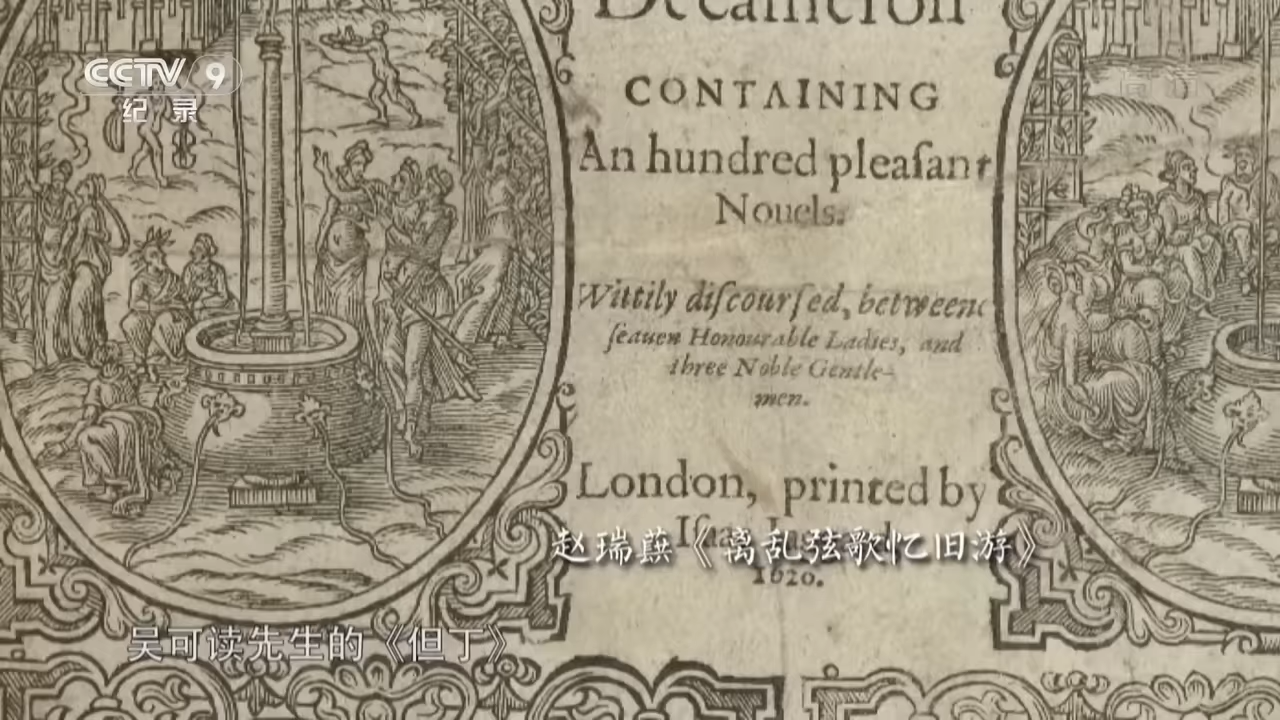 CCTV 9
纪录
高清
Decameron
CONTAINING
An hundred pleaſant
Nouels.
Wittily diſcourſed, betweene
ſeauen Honourable Ladies, and
three Noble Gentle-
men.
London, printed by
赵瑞蕻《离乱弦歌忆旧游》
1620.
吴可读先生的《但丁》